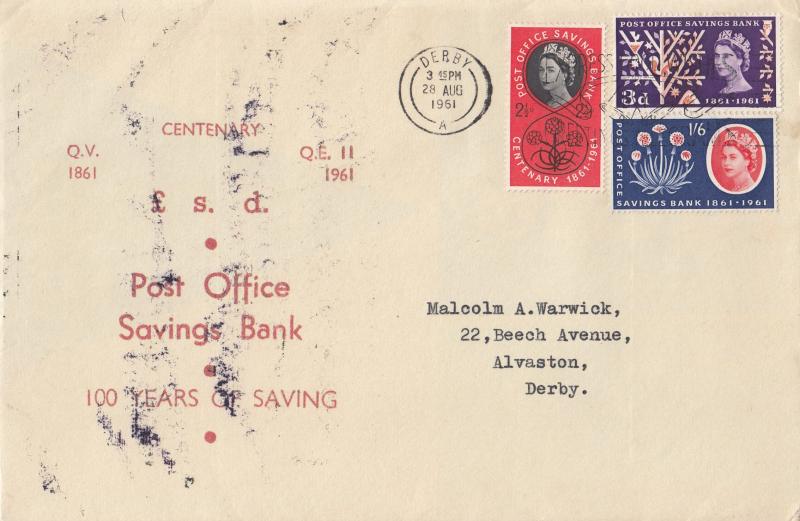 CENTENARY
Q.V. Q.E. II
1861 1961
£ s. d.
Post Office
Savings Bank
100 YEARS OF SAVING
DERBY
3 15 PM
28 AUG
1961
A
POST OFFICE SAVINGS BANK
2½D 2½D
CENTENARY 1861-1961
POST OFFICE SAVINGS BANK
3d 1861-1961
1/6
POST OFFICE
SAVINGS BANK 1861-1961
Malcolm A.Warwick,
22,Beech Avenue,
Alvaston,
Derby.